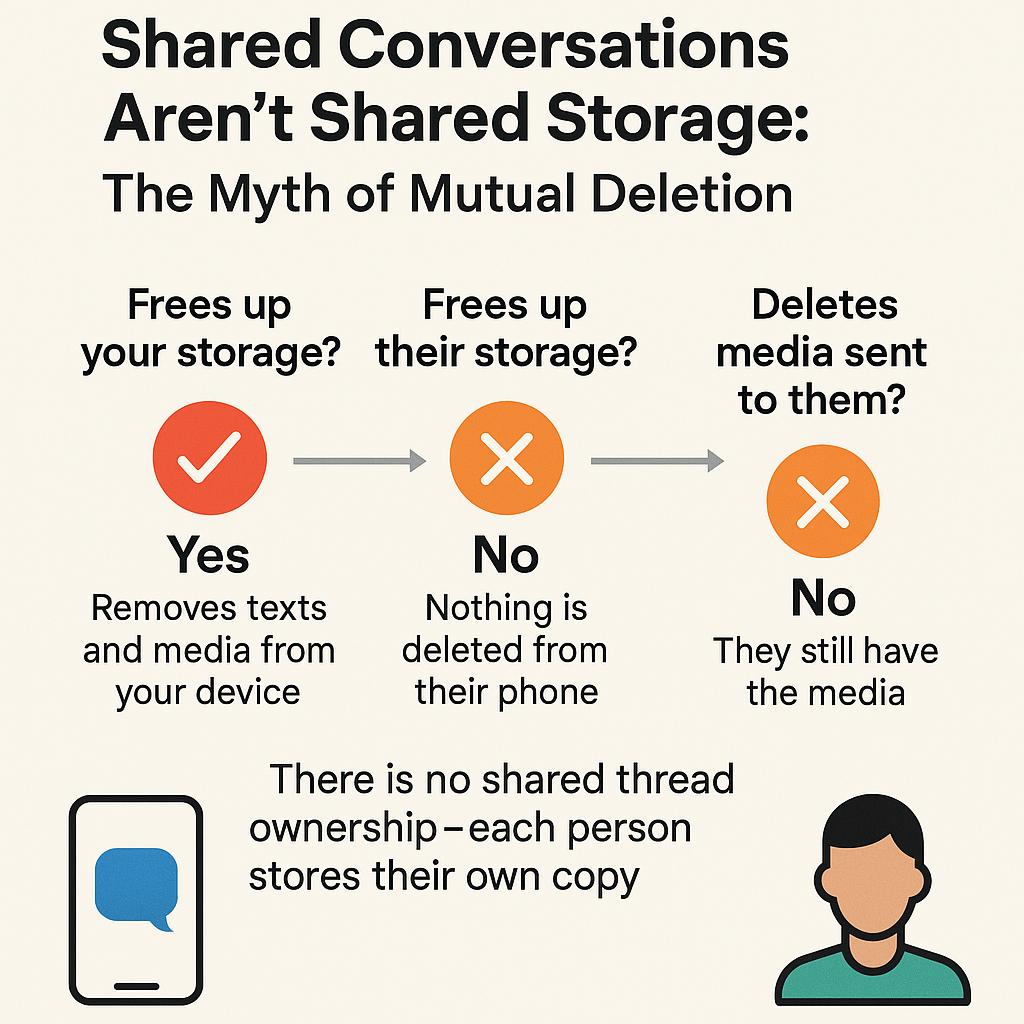 Shared Conversations
Aren’t Shared Storage:
The Myth of Mutual Deletion
Frees up
your storage?
Yes
Removes texts
and media from
your device
Frees up
their storage?
No
Nothing is
deleted from
their phone
Deletes
media sent
to them?
No
They still have
the media
There is no shared thread
ownership–each person
stores their own copy